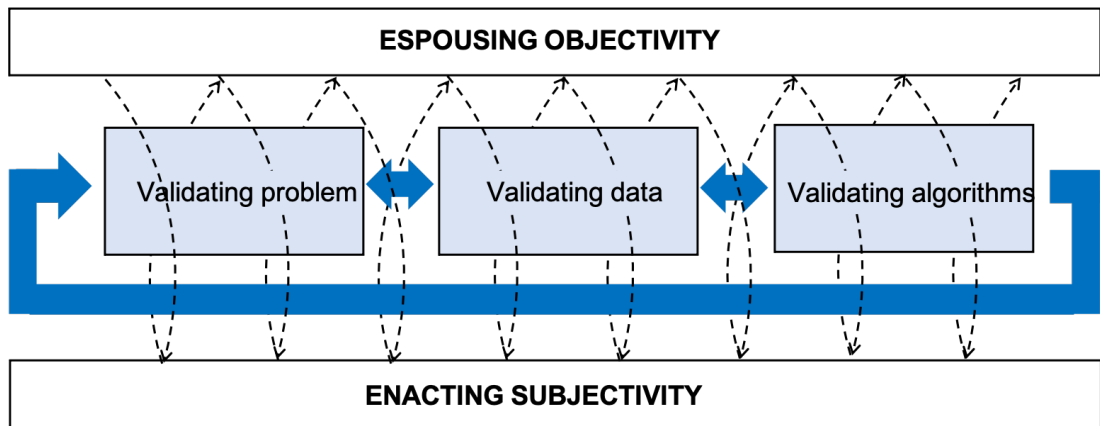 ESPOUSING OBJECTIVITY
Validating problem
Validating data
Validating algorithms
ENACTING SUBJECTIVITY